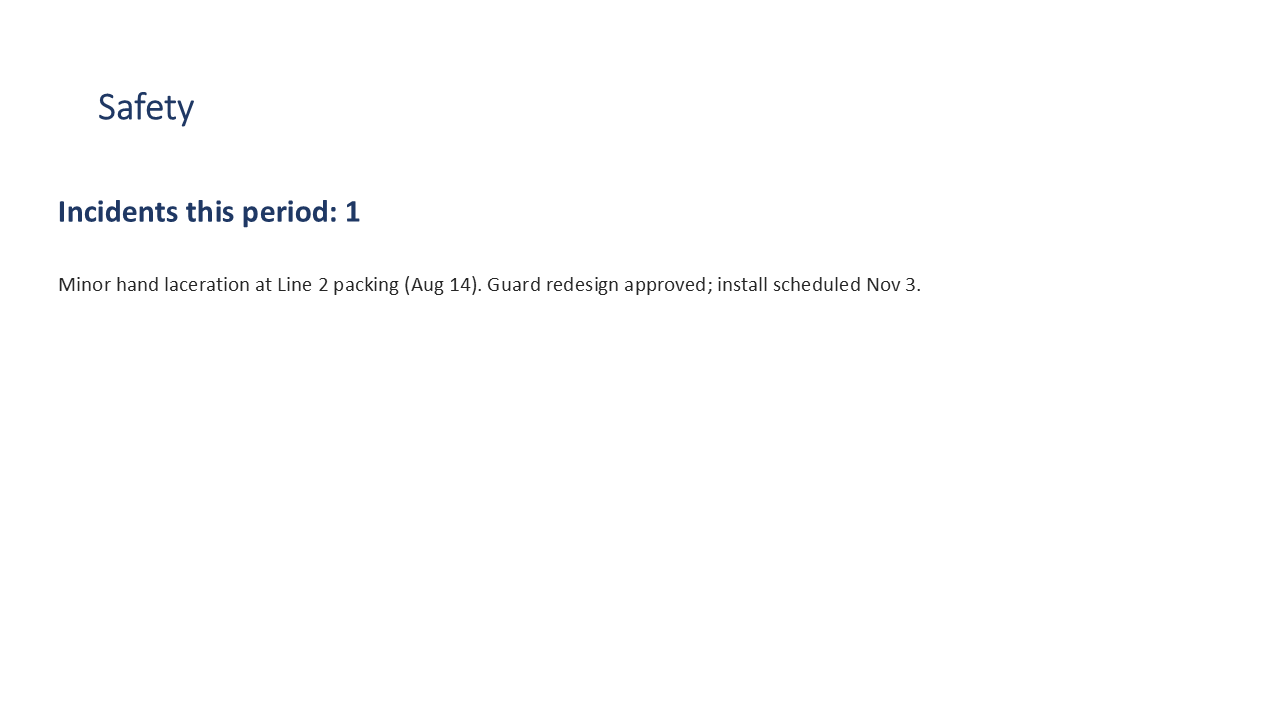 Safety
Incidents this period: 1
Minor hand laceration at Line 2 packing (Aug 14). Guard redesign approved; install scheduled Nov 3.